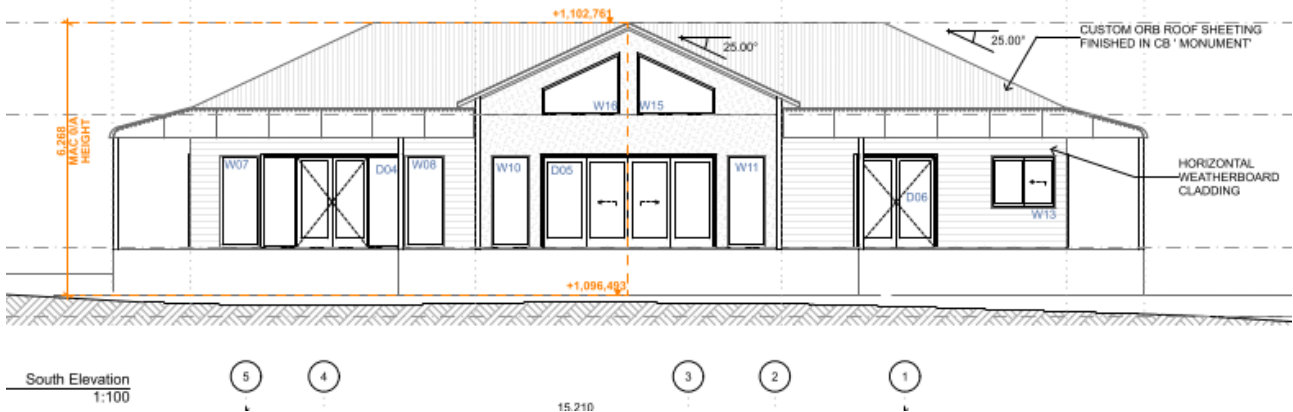 +1,102,761
25.00°
25.00°
CUSTOM ORB ROOF SHEETING
FINISHED IN CB ' MONUMENT'
W16
W15
6.268
MAC 0/A
HEIGHT
W07
D04
W08
W10
D05
W11
D06
W13
HORIZONTAL
WEATHERBOARD
CLADDING
+1,096,493
South Elevation
1:100
5
4
3
2
1
15.210